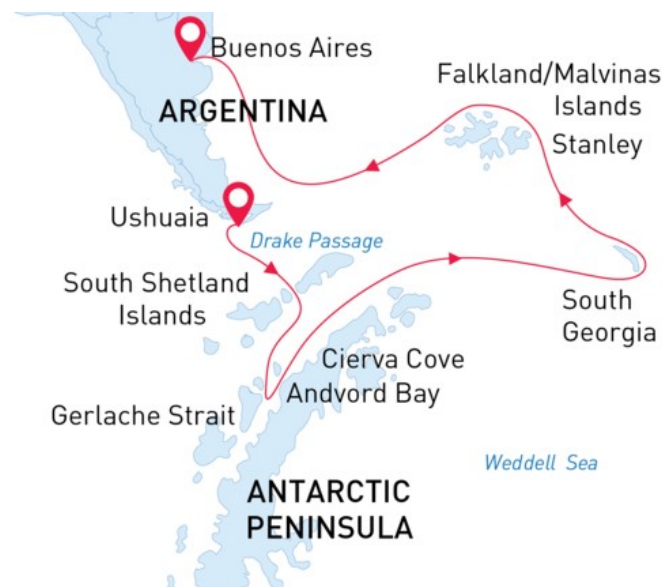 Buenos Aires
ARGENTINA
Falkland/Malvinas
Islands
Stanley
Ushuaia
Drake Passage
South Shetland
Islands
South
Georgia
Cierva Cove
Andvord Bay
Gerlache Strait
Weddell Sea
ANTARCTIC
PENINSULA